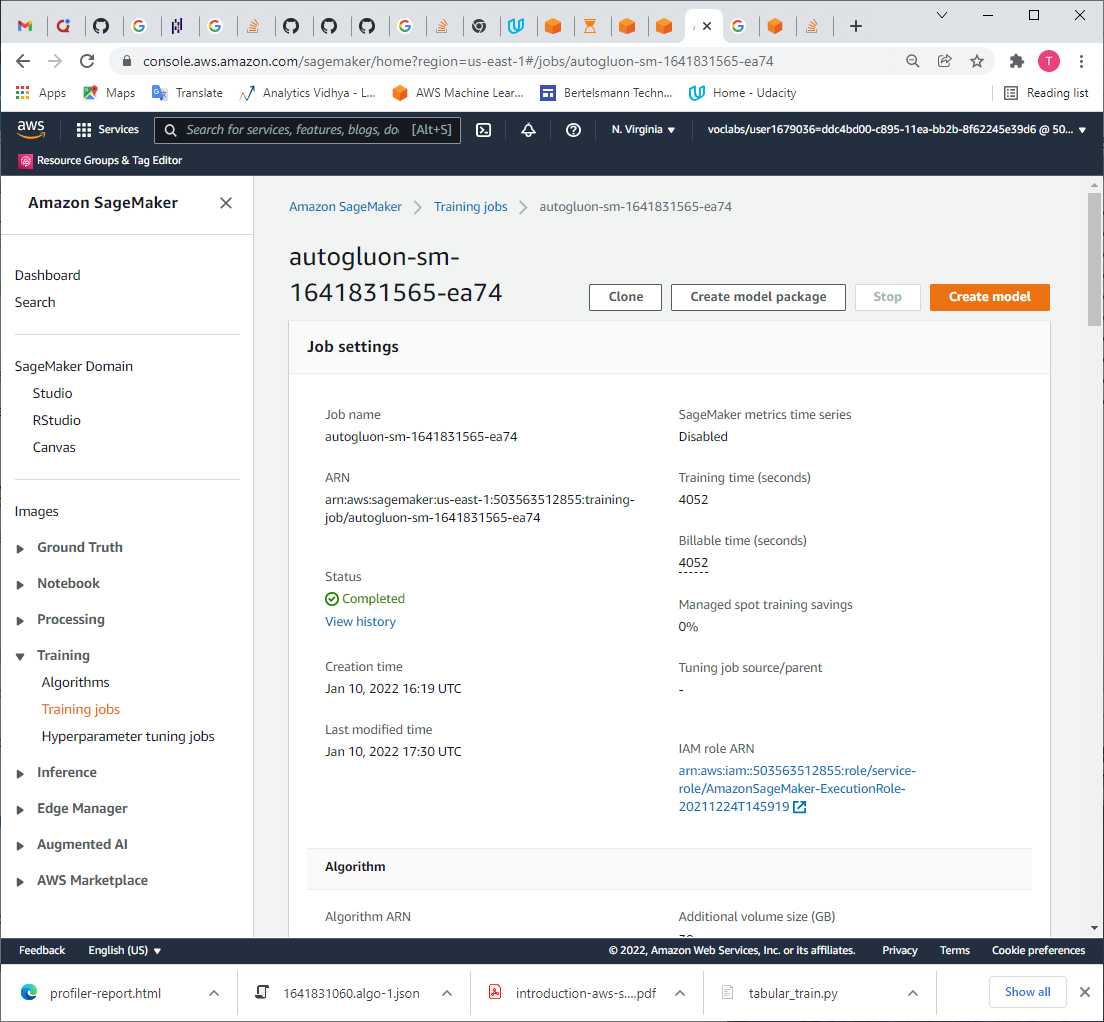 console.aws.amazon.com/sagemaker/home?region=us-east-1#/jobs/autogluon-sm-1641831565-ea74
T
Apps
Maps
Translate
Analytics Vidhya - L...
AWS Machine Lear...
Bertelsmann Techn...
Home - Udacity
Reading list
aws
Services
Search for services, features, blogs, do
[Alt+S]
N. Virginia
voclabs/user1679036=ddc4bd00-c895-11ea-bb2b-8f62245e39d6 @ 50...
Resource Groups & Tag Editor
Amazon SageMaker
Dashboard
Search
SageMaker Domain
Studio
RStudio
Canvas
Images
Ground Truth
Notebook
Processing
Training
Algorithms
Training jobs
Hyperparameter tuning jobs
Inference
Edge Manager
Augmented AI
AWS Marketplace
Amazon SageMaker
Training jobs
autogluon-sm-1641831565-ea74
autogluon-sm-
1641831565-ea74
Clone
Create model package
Stop
Create model
Job settings
Job name
autogluon-sm-1641831565-ea74
ARN
arn:aws:sagemaker:us-east-1:503563512855:training-
job/autogluon-sm-1641831565-ea74
Status
Completed
View history
Creation time
Jan 10, 2022 16:19 UTC
Last modified time
Jan 10, 2022 17:30 UTC
SageMaker metrics time series
Disabled
Training time (seconds)
4052
Billable time (seconds)
4052
Managed spot training savings
0%
Tuning job source/parent
-
IAM role ARN
arn:aws:iam::503563512855:role/service-
role/AmazonSageMaker-ExecutionRole-
20211224T145919
Algorithm
Algorithm ARN
Additional volume size (GB)
Feedback
English (US)
© 2022, Amazon Web Services, Inc. or its affiliates.
Privacy
Terms
Cookie preferences
profiler-report.html
1641831060.algo-1.json
introduction-aws-s....pdf
tabular_train.py
Show all